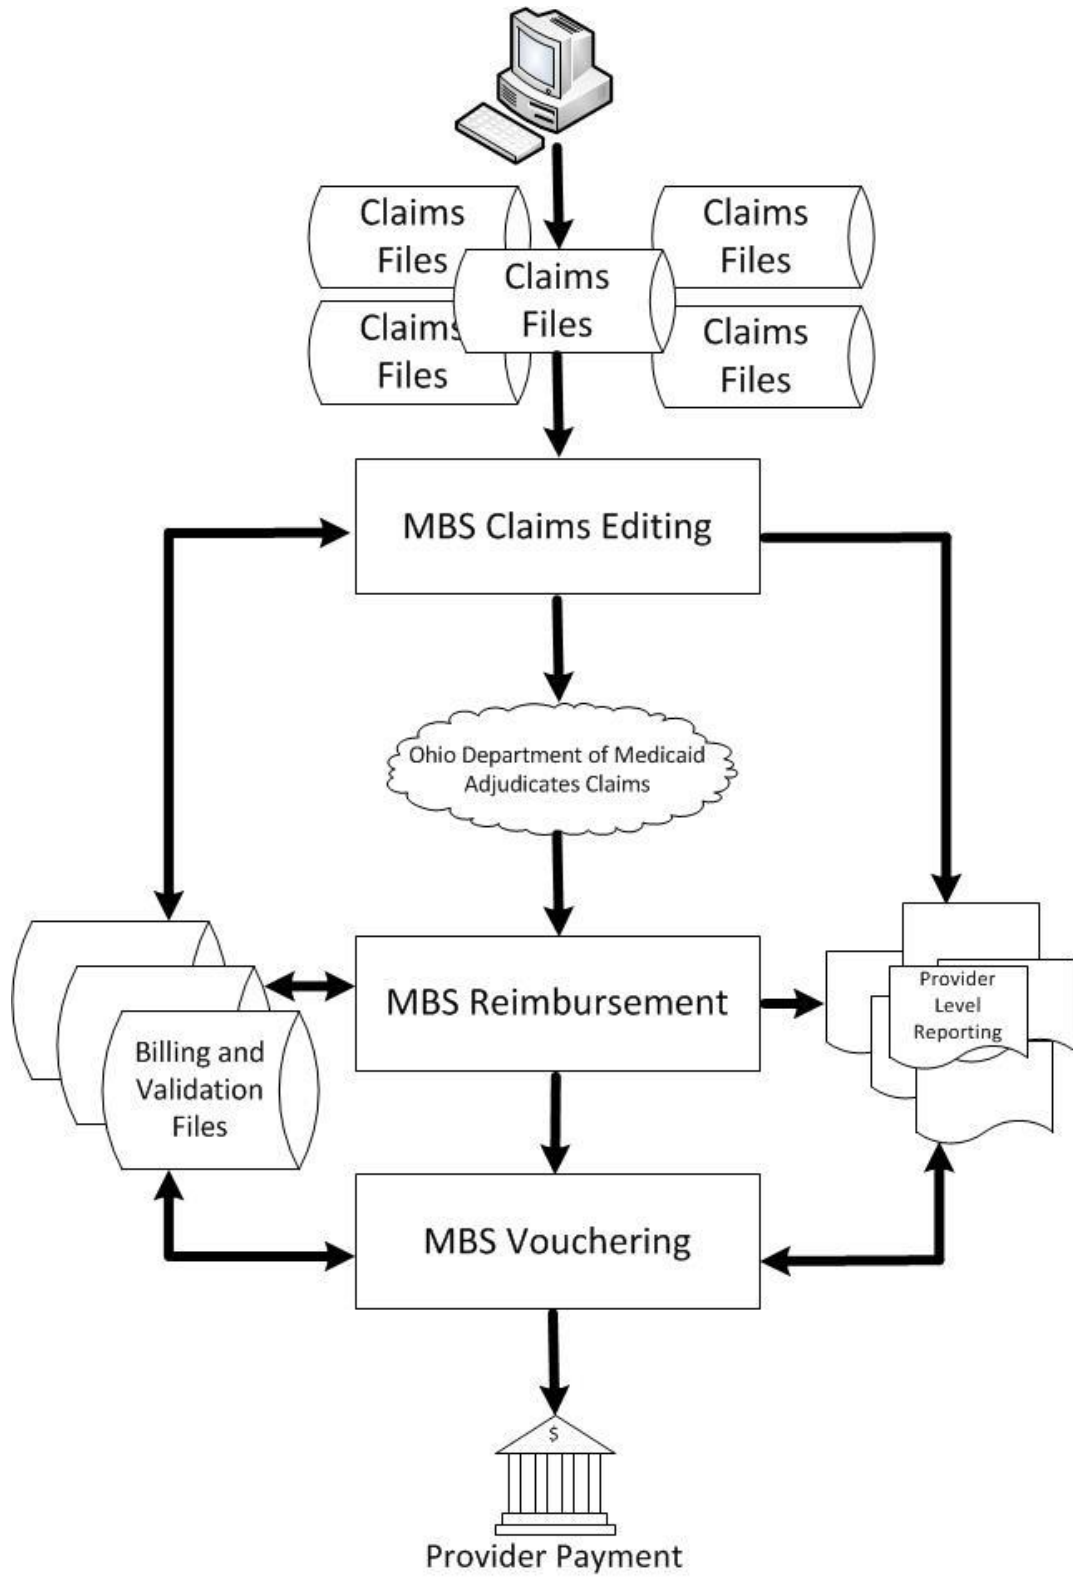 Claims
Files
Claims
Files
Claims
Files
Claims
Files
Claims
Files
MBS Claims Editing
Ohio Department of Medicaid
Adjudicates Claims
MBS Reimbursement
Provider
Level
Reporting
Billing and
Validation
Files
MBS Vouchering
$
Provider Payment